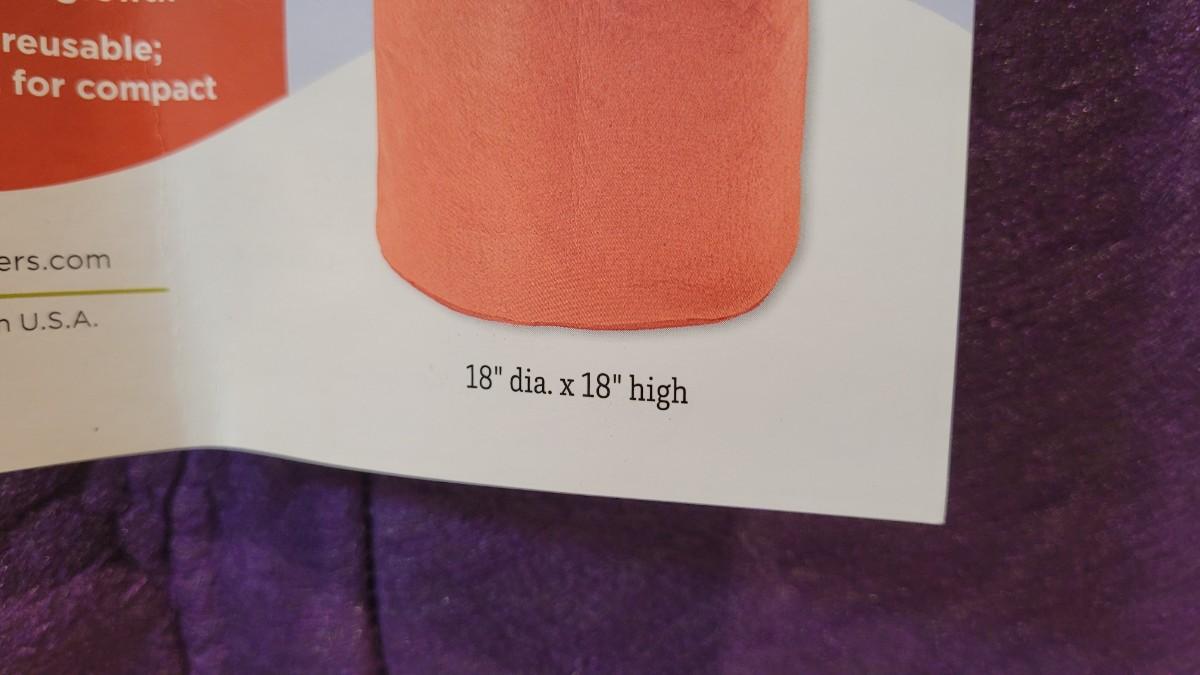 reusable;
for compact
ers.com
U.S.A.
18" dia. x 18" high